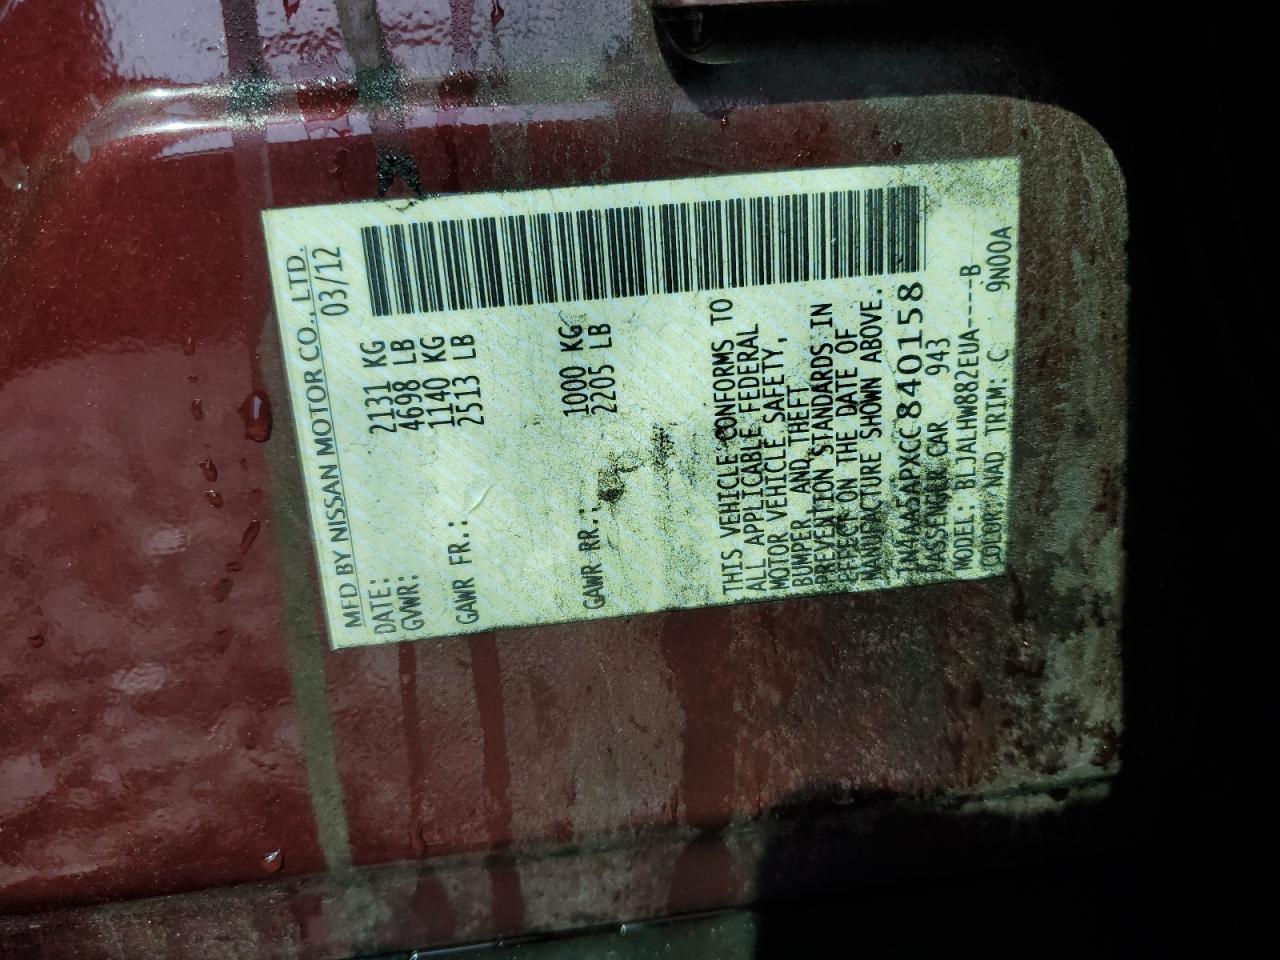 MFD BY NISSAN MOTOR CO., LTD.
DATE: 03/12
GVWR: 2131 KG
4698 LB
1140 KG
GAWR FR.: 2513 LB
1000 KG
GAWR RR.: 2205 LB
THIS VEHICLE CONFORMS TO
ALL APPLICABLE FEDERAL
MOTOR VEHICLE SAFETY,
BUMPER AND THEFT
PREVENTION STANDARDS IN
EFFECT ON THE DATE OF
MANUFACTURE SHOWN ABOVE.
1N4AA5APXCC840158
PASSENGER CAR 943
MODEL: BLJALHW882EUA-----B
COLOR: NAD TRIM: C 9N00A